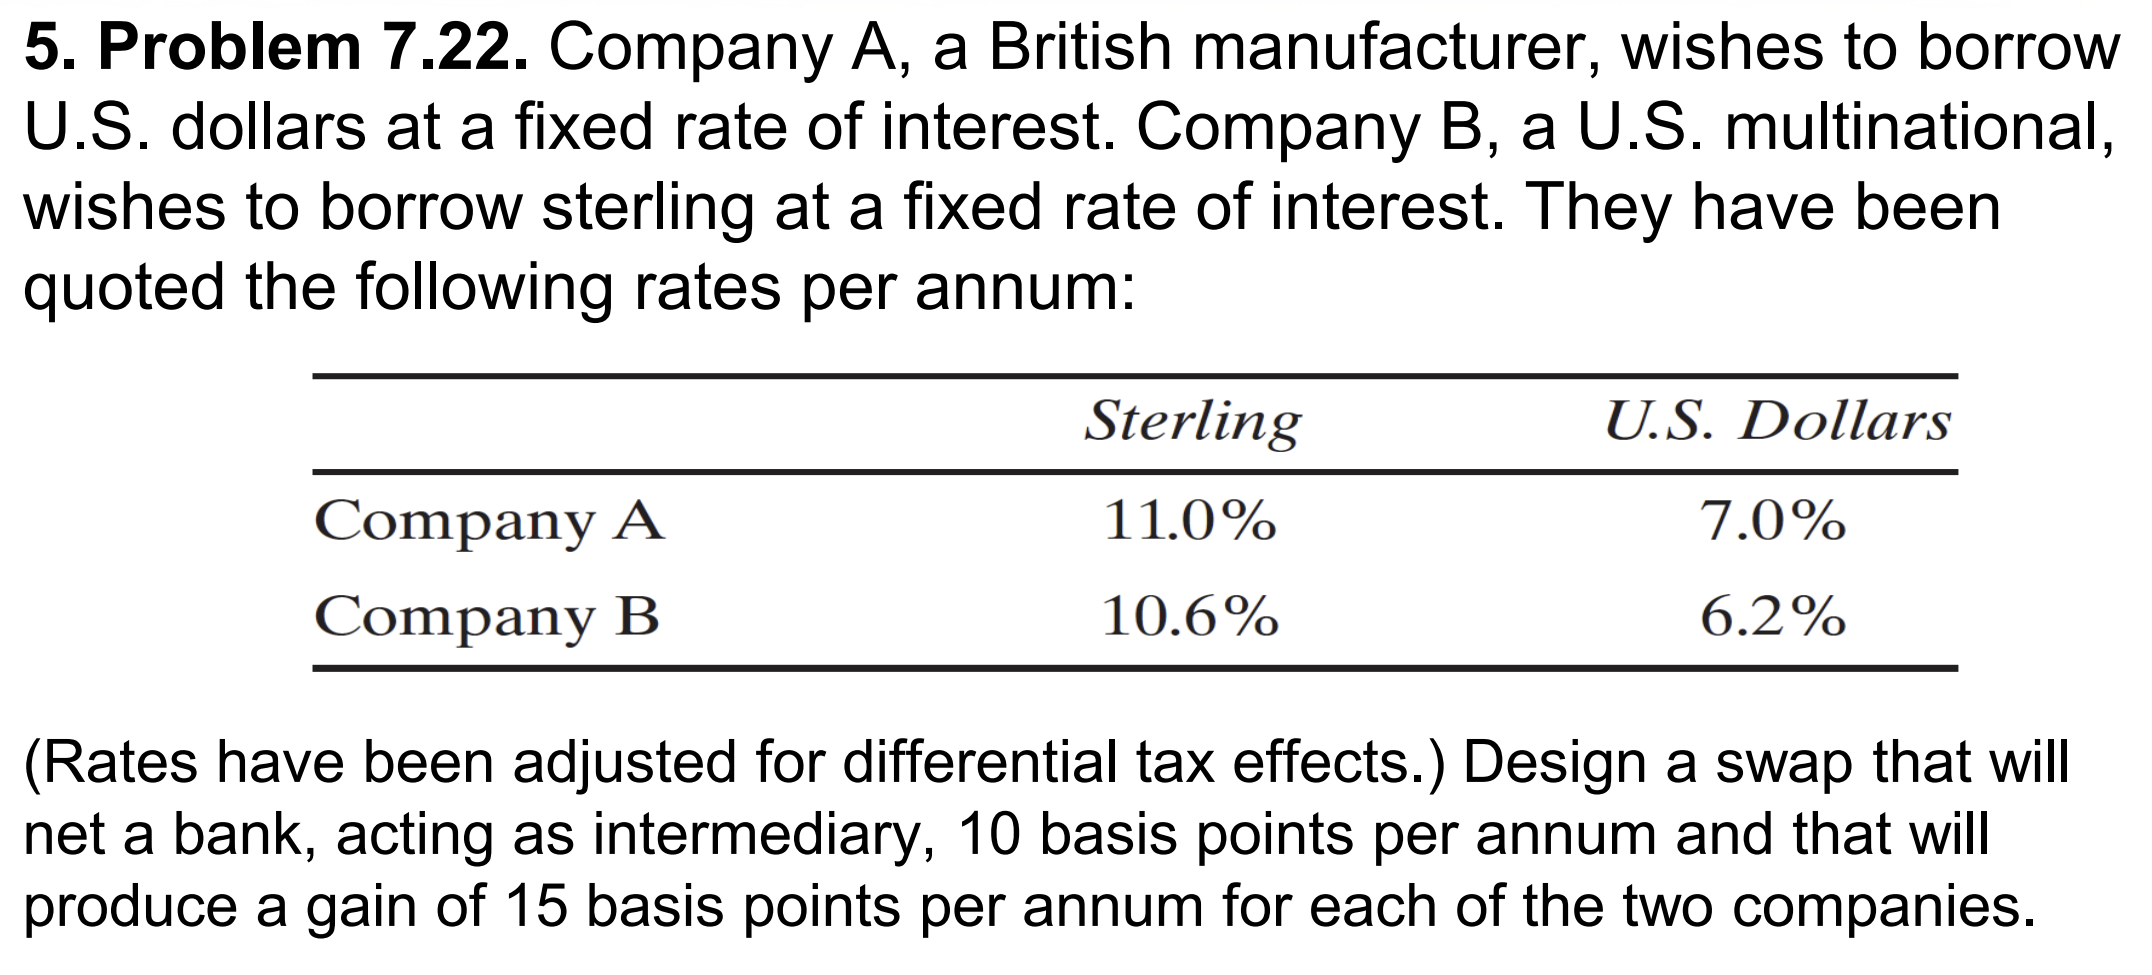 5. Problem 7.22. Company A, a British manufacturer, wishes to borrow
U.S. dollars at a fixed rate of interest. Company B, a U.S. multinational,
wishes to borrow sterling at a fixed rate of interest. They have been
quoted the following rates per annum:
Sterling U.S. Dollars
Company A 11.0% 7.0%
Company B 10.6% 6.2%
(Rates have been adjusted for differential tax effects.) Design a swap that will
net a bank, acting as intermediary, 10 basis points per annum and that will
produce a gain of 15 basis points per annum for each of the two companies.